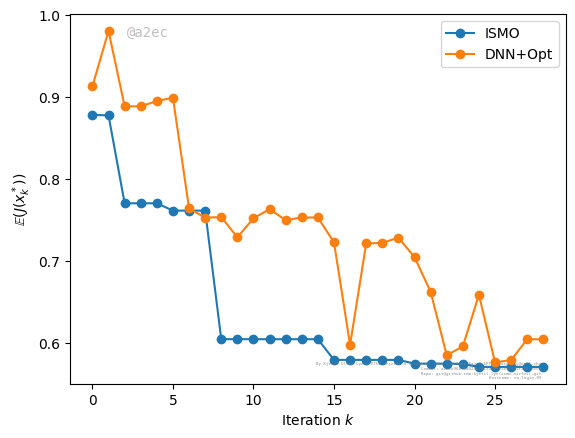 1.0
@a2ec
ISMO
DNN+Opt
0.9
0.8
𝔼(J(x*k))
0.7
0.6
0 5 10 15 20 25
Iteration k